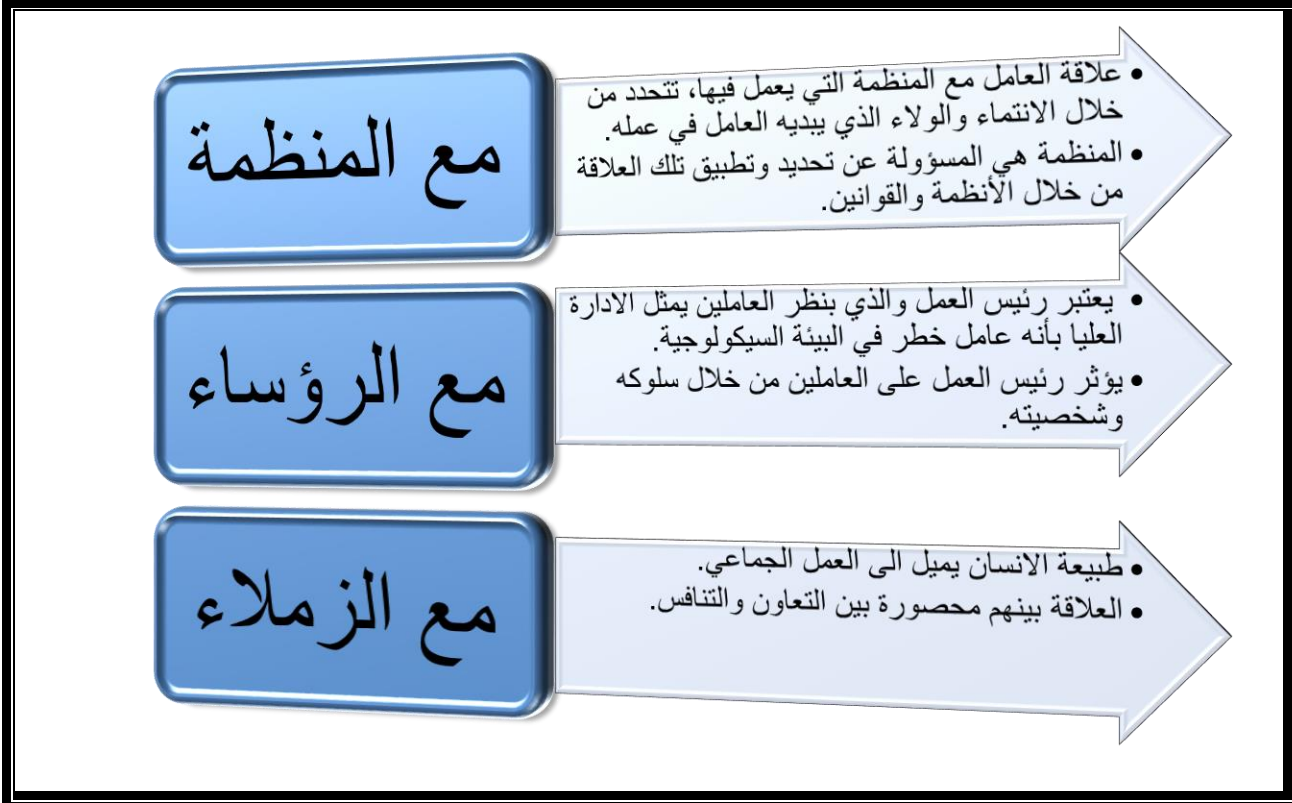 مع المنظمة
• علاقة العامل مع المنظمة التي يعمل فيها، تتحدد من
خلال الانتماء والولاء الذي يبديه العامل في عمله.
• المنظمة هي المسؤولة عن تحديد وتطبيق تلك العلاقة
من خلال الأنظمة والقوانين.
مع الرؤساء
• يعتبر رئيس العمل والذي بنظر العاملين يمثل الادارة
العليا بأنه عامل خطر في البيئة السيكولوجية.
• يؤثر رئيس العمل على العاملين من خلال سلوكه
وشخصيته.
مع الزملاء
• طبيعة الانسان يميل الى العمل الجماعي.
• العلاقة بينهم محصورة بين التعاون والتنافس.